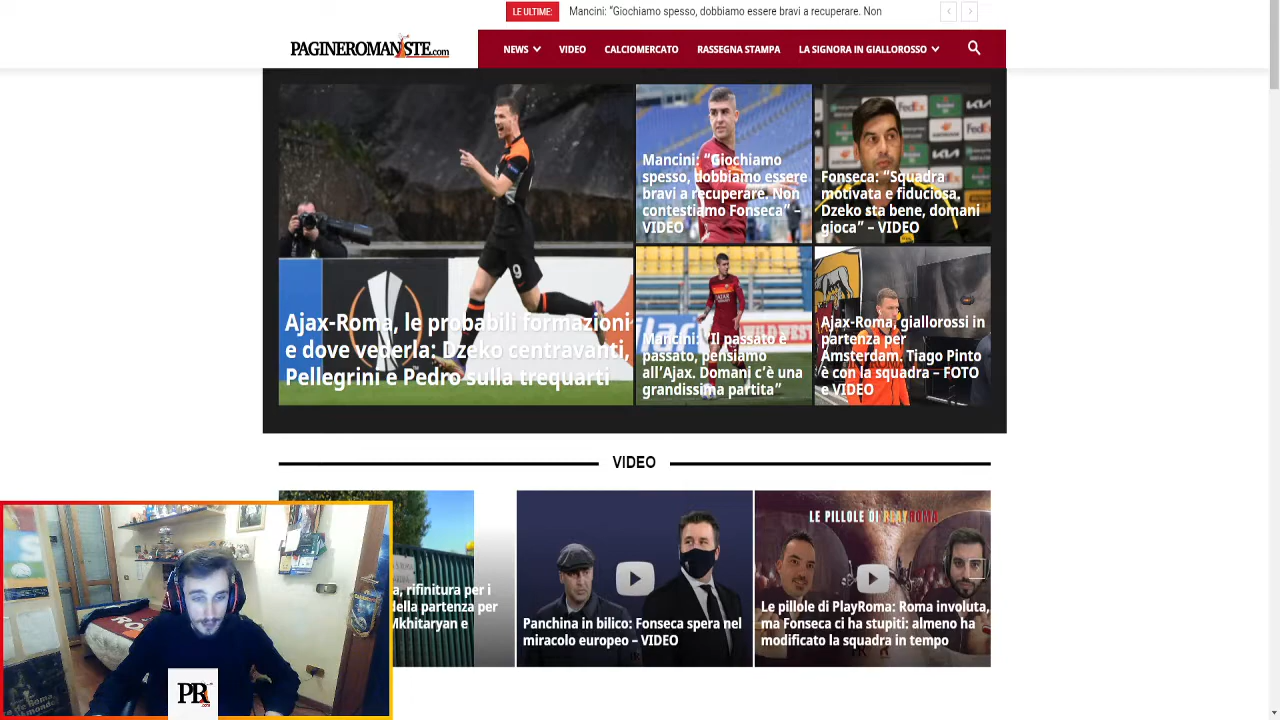 LE ULTIME:
Mancini: “Giochiamo spesso, dobbiamo essere bravi a recuperare. Non
PAGINEROMANISTE.com
NEWS
VIDEO
CALCIOMERCATO
RASSEGNA STAMPA
LA SIGNORA IN GIALLOROSSO
Ajax-Roma, le probabili formazioni
e dove vederla: Dzeko centravanti,
Pellegrini e Pedro sulla trequarti
Mancini: “Giochiamo
spesso, dobbiamo essere
bravi a recuperare. Non
contestiamo Fonseca” –
VIDEO
FedEx
KIA
Fonseca: “Squadra
motivata e fiduciosa.
Dzeko sta bene, domani
gioca” – VIDEO
Mancini: “Il passato è
passato, pensiamo
all’Ajax. Domani c’è una
grandissima partita”
Ajax-Roma, giallorossi in
partenza per
Amsterdam. Tiago Pinto
è con la squadra – FOTO
e VIDEO
9
VIDEO
a, rifinitura per i
della partenza per
Mkhitaryan e
Panchina in bilico: Fonseca spera nel
miracolo europeo – VIDEO
LE PILLOLE DI PLAYROMA
Le pillole di PlayRoma: Roma involuta,
ma Fonseca ci ha stupiti: almeno ha
modificato la squadra in tempo
PR
.com